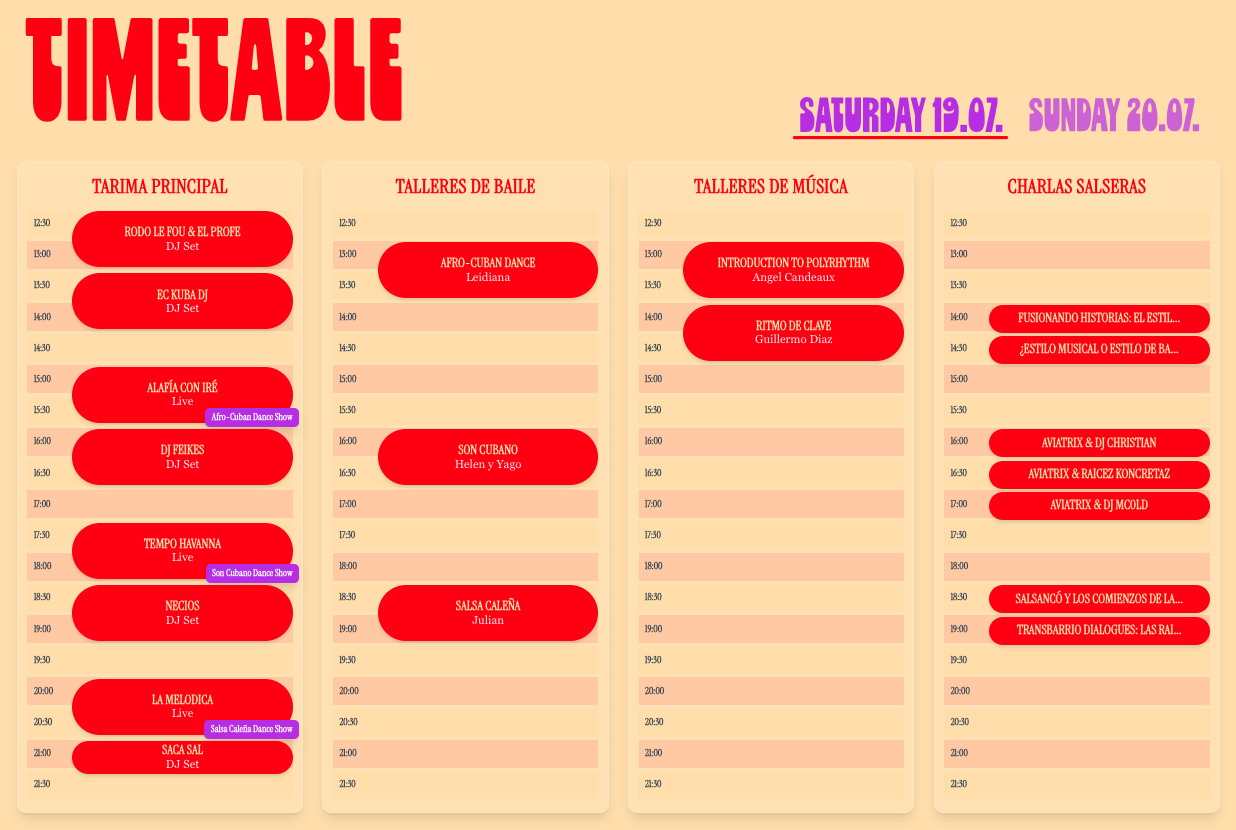 TIMETABLE
SATURDAY 19.07.
SUNDAY 20.07.
TARIMA PRINCIPAL
12:30
RODO LE FOU & EL PROFE
DJ Set
13:00
EC KUBA DJ
13:30
DJ Set
14:00
14:30
15:00
ALAFÍA CON IRÉ
Live
15:30
Afro-Cuban Dance Show
16:00
DJ FEIKES
DJ Set
16:30
17:00
17:30
TEMPO HAVANNA
Live
18:00
Son Cubano Dance Show
18:30
NECIOS
DJ Set
19:00
19:30
20:00
LA MELODICA
Live
20:30
Salsa Caleña Dance Show
21:00
SACA SAL
DJ Set
21:30
TALLERES DE BAILE
12:30
13:00
AFRO-CUBAN DANCE
Leidiana
13:30
14:00
14:30
15:00
15:30
16:00
SON CUBANO
Helen y Yago
16:30
17:00
17:30
18:00
18:30
SALSA CALEÑA
Julian
19:00
19:30
20:00
20:30
21:00
21:30
TALLERES DE MÚSICA
12:30
13:00
INTRODUCTION TO POLYRHYTHM
Angel Candeaux
13:30
14:00
RITMO DE CLAVE
Guillermo Diaz
14:30
15:00
15:30
16:00
16:30
17:00
17:30
18:00
18:30
19:00
19:30
20:00
20:30
21:00
21:30
CHARLAS SALSERAS
12:30
13:00
13:30
14:00
FUSIONANDO HISTORIAS: EL ESTIL...
14:30
¿ESTILO MUSICAL O ESTILO DE BA...
15:00
15:30
16:00
AVIATRIX & DJ CHRISTIAN
16:30
AVIATRIX & RAICEZ KONCRETAZ
17:00
AVIATRIX & DJ MCOLD
17:30
18:00
18:30
SALSANCÓ Y LOS COMIENZOS DE LA...
19:00
TRANSBARRIO DIALOGUES: LAS RAI...
19:30
20:00
20:30
21:00
21:30